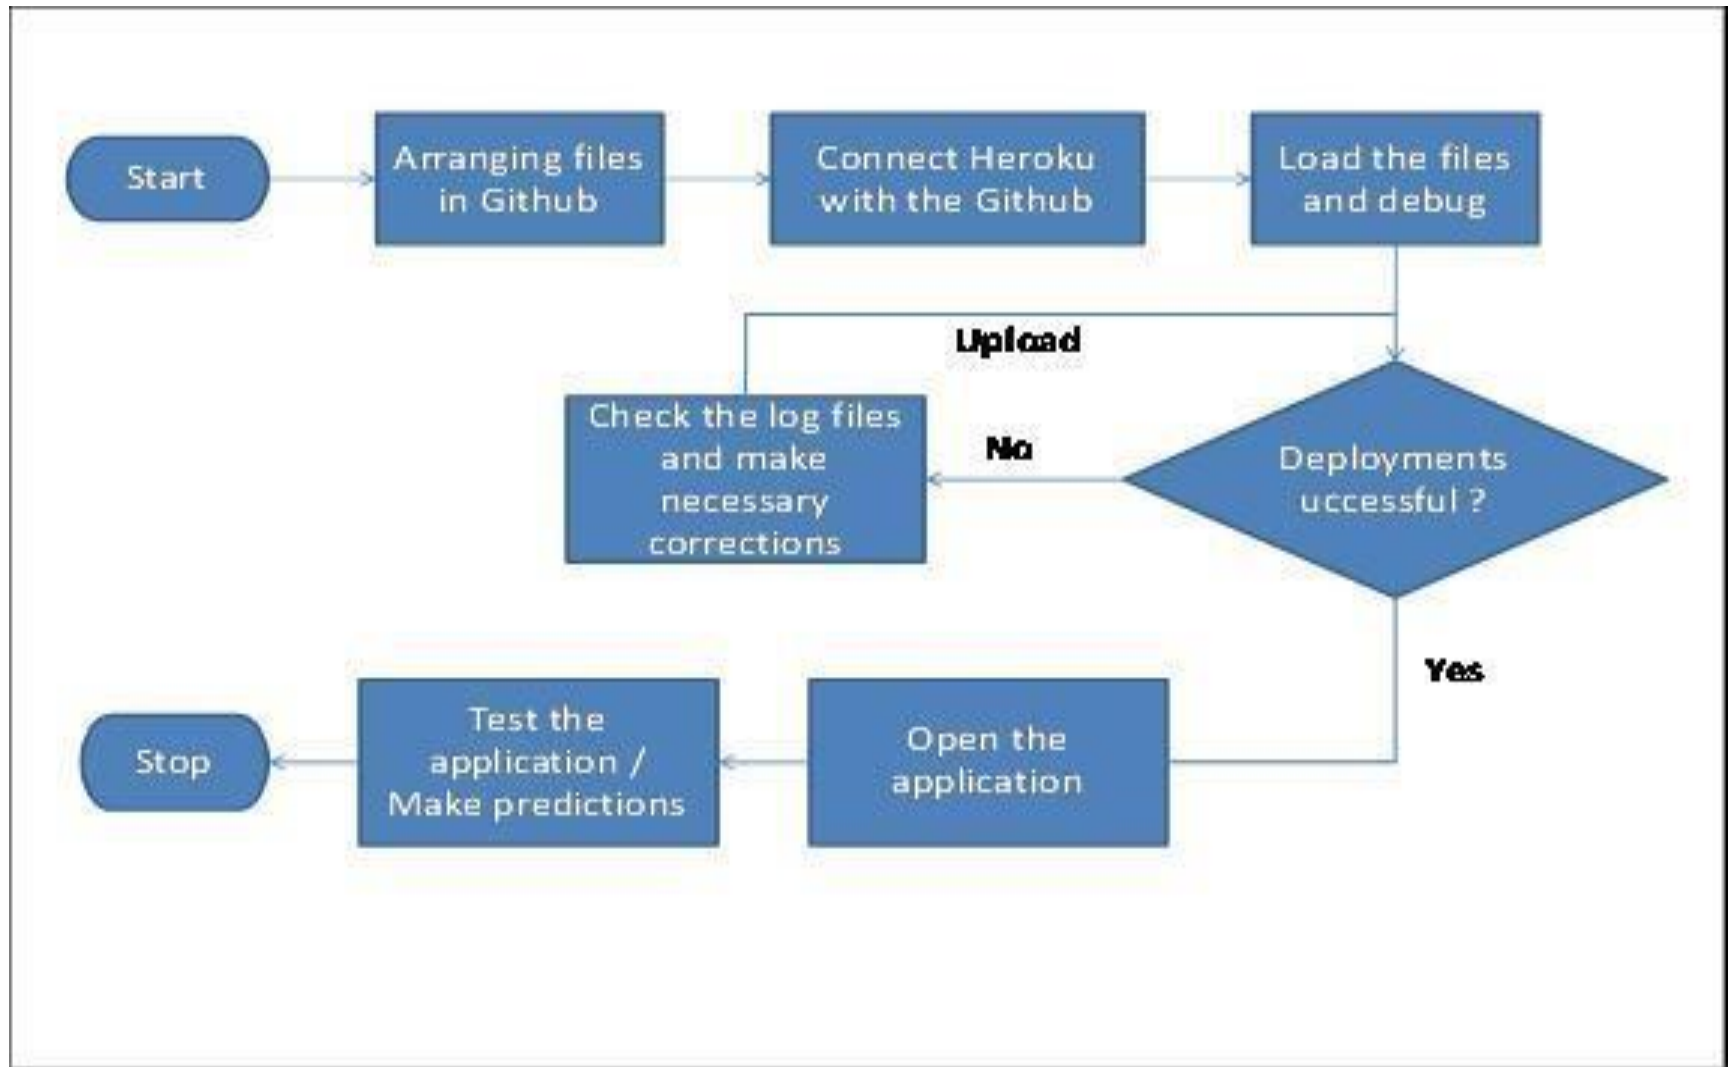 Start
Arranging files
in Github
Connect Heroku
with the Github
Load the files
and debug
Upload
Check the log files
and make
necessary
corrections
No
Deployments
uccessful ?
Yes
Stop
Test the
application /
Make predictions
Open the
application